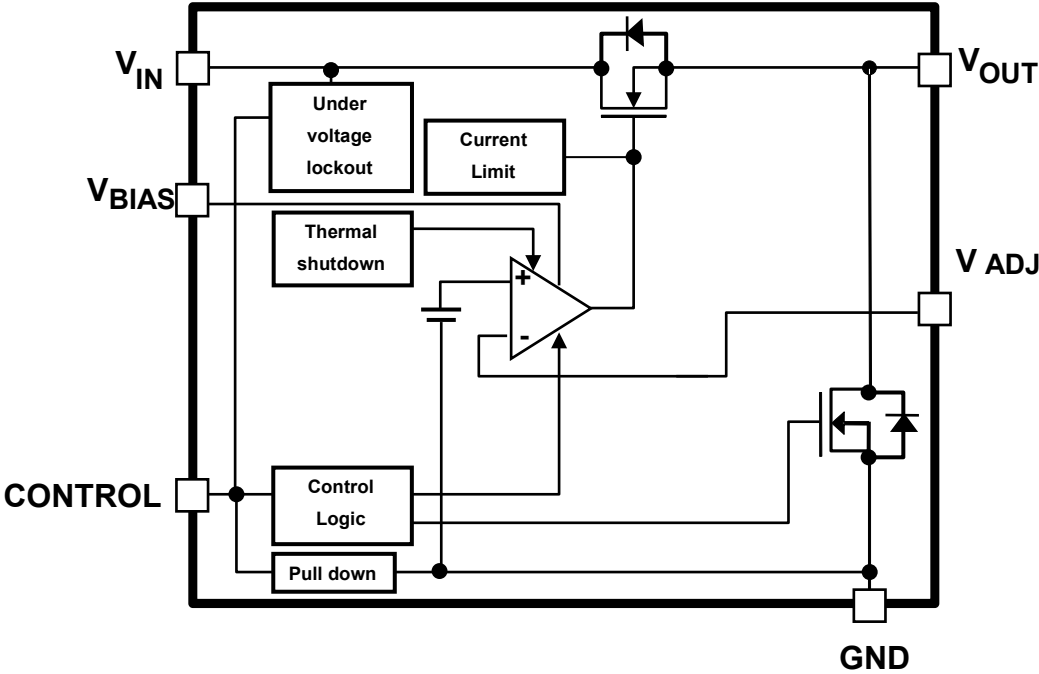 VIN
VOUT
Under
voltage
lockout
Current
Limit
VBIAS
Thermal
shutdown
V ADJ
+
-
CONTROL
Control
Logic
Pull down
GND